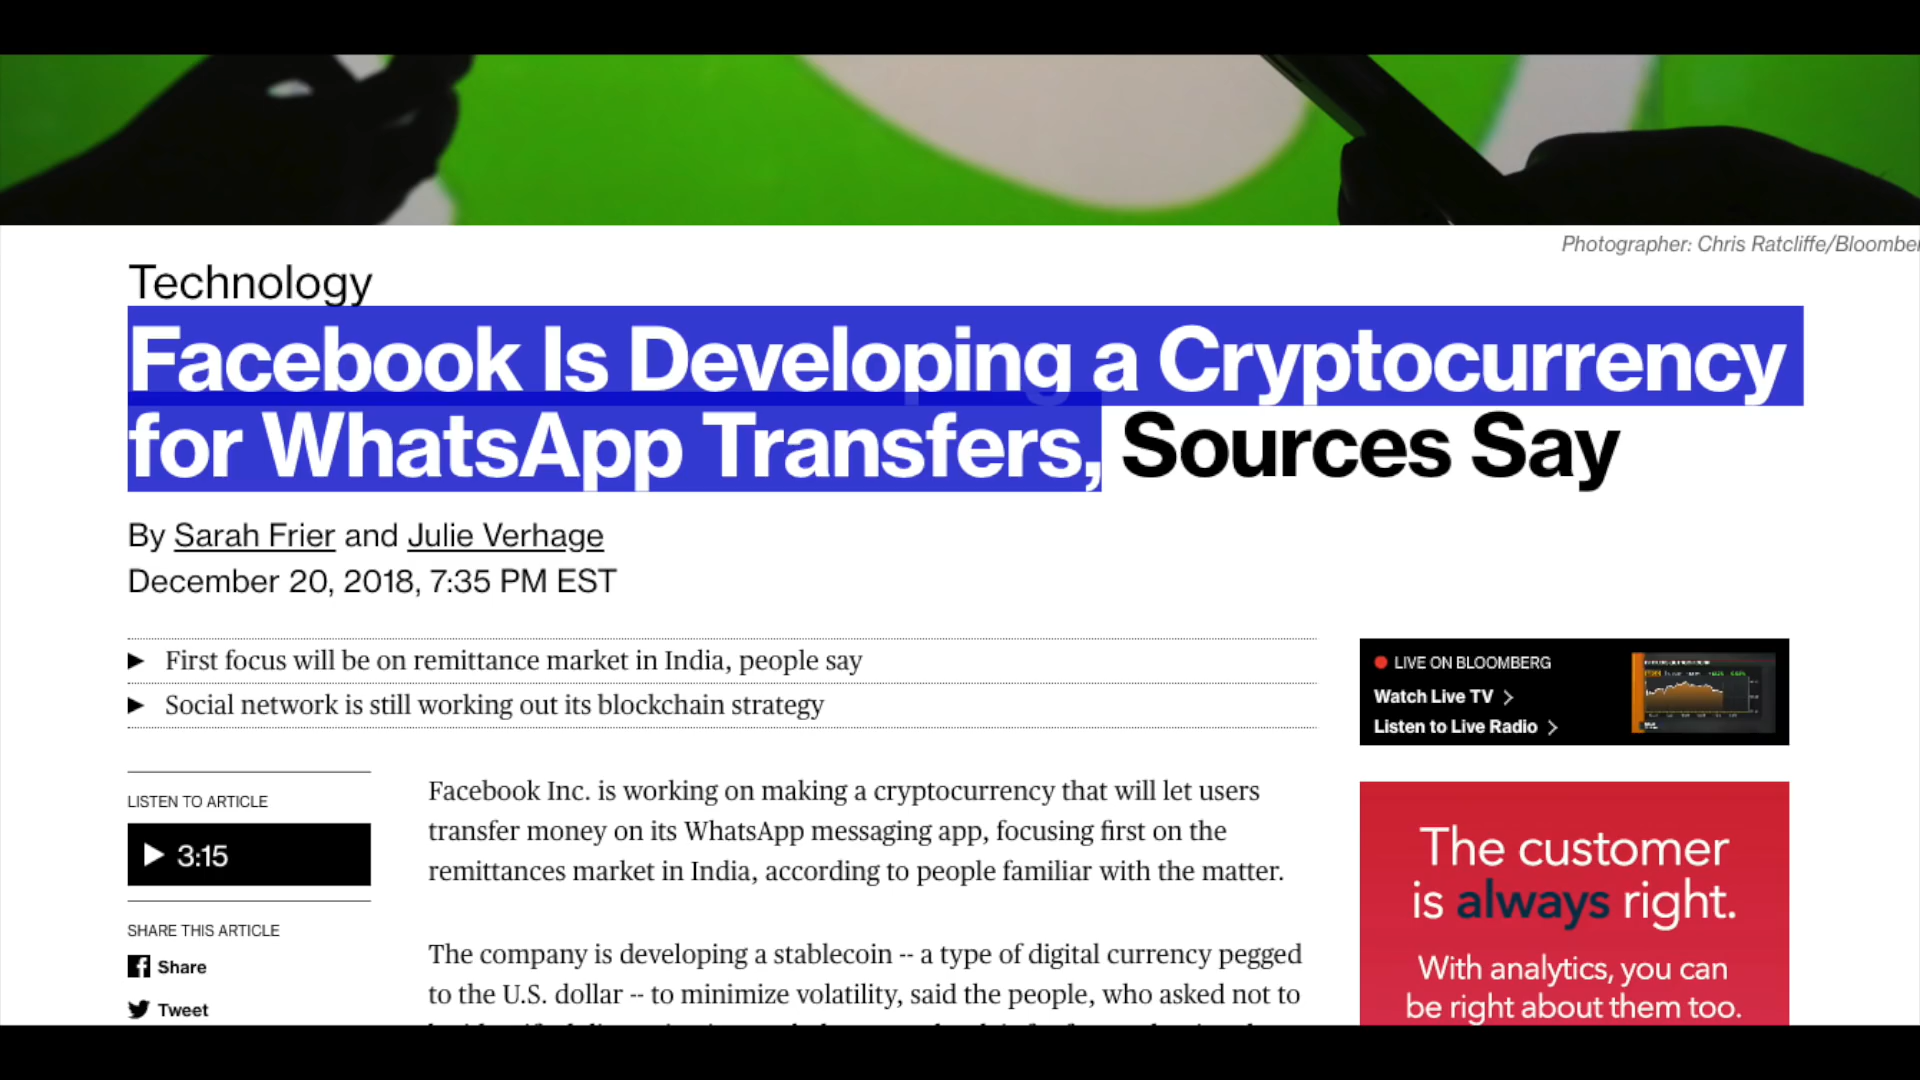 Photographer: Chris Ratcliffe/Bloomber
Technology
Facebook Is Developing a Cryptocurrency
for WhatsApp Transfers, Sources Say
By Sarah Frier and Julie Verhage
December 20, 2018, 7:35 PM EST
▶ First focus will be on remittance market in India, people say
▶ Social network is still working out its blockchain strategy
LIVE ON BLOOMBERG
Watch Live TV >
Listen to Live Radio >
LISTEN TO ARTICLE
▶ 3:15
SHARE THIS ARTICLE
Share
Tweet
Facebook Inc. is working on making a cryptocurrency that will let users
transfer money on its WhatsApp messaging app, focusing first on the
remittances market in India, according to people familiar with the matter.
The company is developing a stablecoin -- a type of digital currency pegged
to the U.S. dollar -- to minimize volatility, said the people, who asked not to
The customer
is always right.
With analytics, you can
be right about them too.